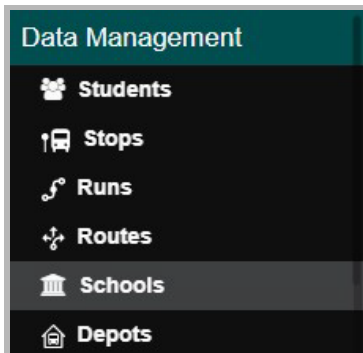 Data Management
Students
Stops
Runs
Routes
Schools
Depots